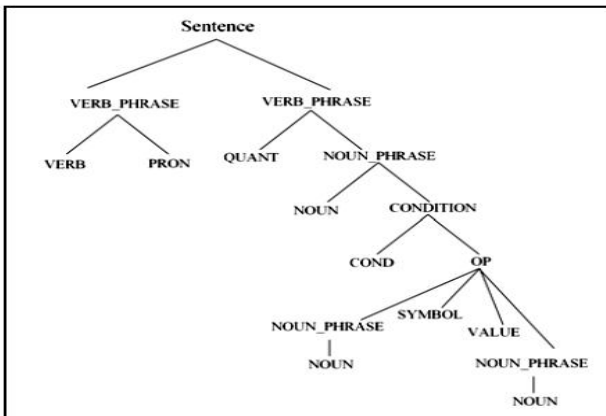 Sentence
VERB_PHRASE VERB_PHRASE
VERB PRON QUANT NOUN_PHRASE
NOUN CONDITION
COND OP
NOUN_PHRASE SYMBOL VALUE
NOUN NOUN_PHRASE
NOUN